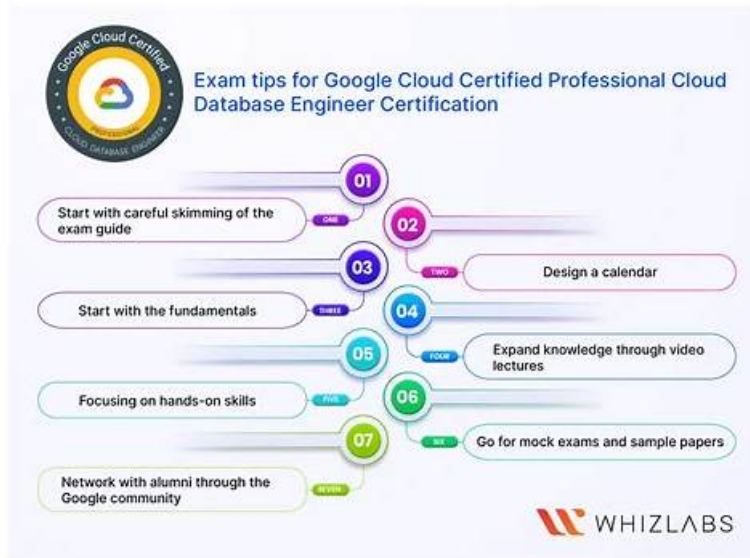 Google Cloud Certified
PROFESSIONAL
CLOUD DATABASE ENGINEER
Exam tips for Google Cloud Certified Professional Cloud
Database Engineer Certification
01
Start with careful skimming of the
exam guide
ONE
02
TWO
Design a calendar
03
Start with the fundamentals
THREE
04
FOUR
Expand knowledge through video
lectures
05
Focusing on hands-on skills
FIVE
06
SIX
Go for mock exams and sample papers
07
Network with alumni through the
Google community
SEVEN
WHIZLABS